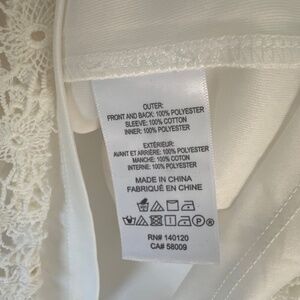 OUTER:
FRONT AND BACK: 100% POLYESTER
SLEEVE: 100% COTTON
INNER: 100% POLYESTER
EXTÉRIEUR:
AVANT ET ARRIÈRE: 100% POLYESTER
MANCHE: 100% COTON
INTERNE: 100% POLYESTER
MADE IN CHINA
FABRIQUÉ EN CHINE
RN# 140120
CA# 58009